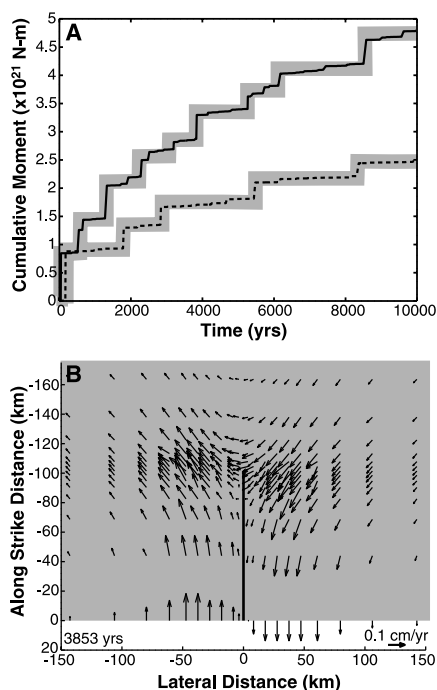 A
Cumulative Moment (x10²¹ N-m)
5
4.5
4
3.5
3
2.5
2
1.5
1
0.5
0
0 2000 4000 6000 8000 10000
Time (yrs)
B
Along Strike Distance (km)
-160
-140
-120
-100
-80
-60
-40
-20
0
20
3853 yrs
0.1 cm/yr
-150 -100 -50 0 50 100 150
Lateral Distance (km)